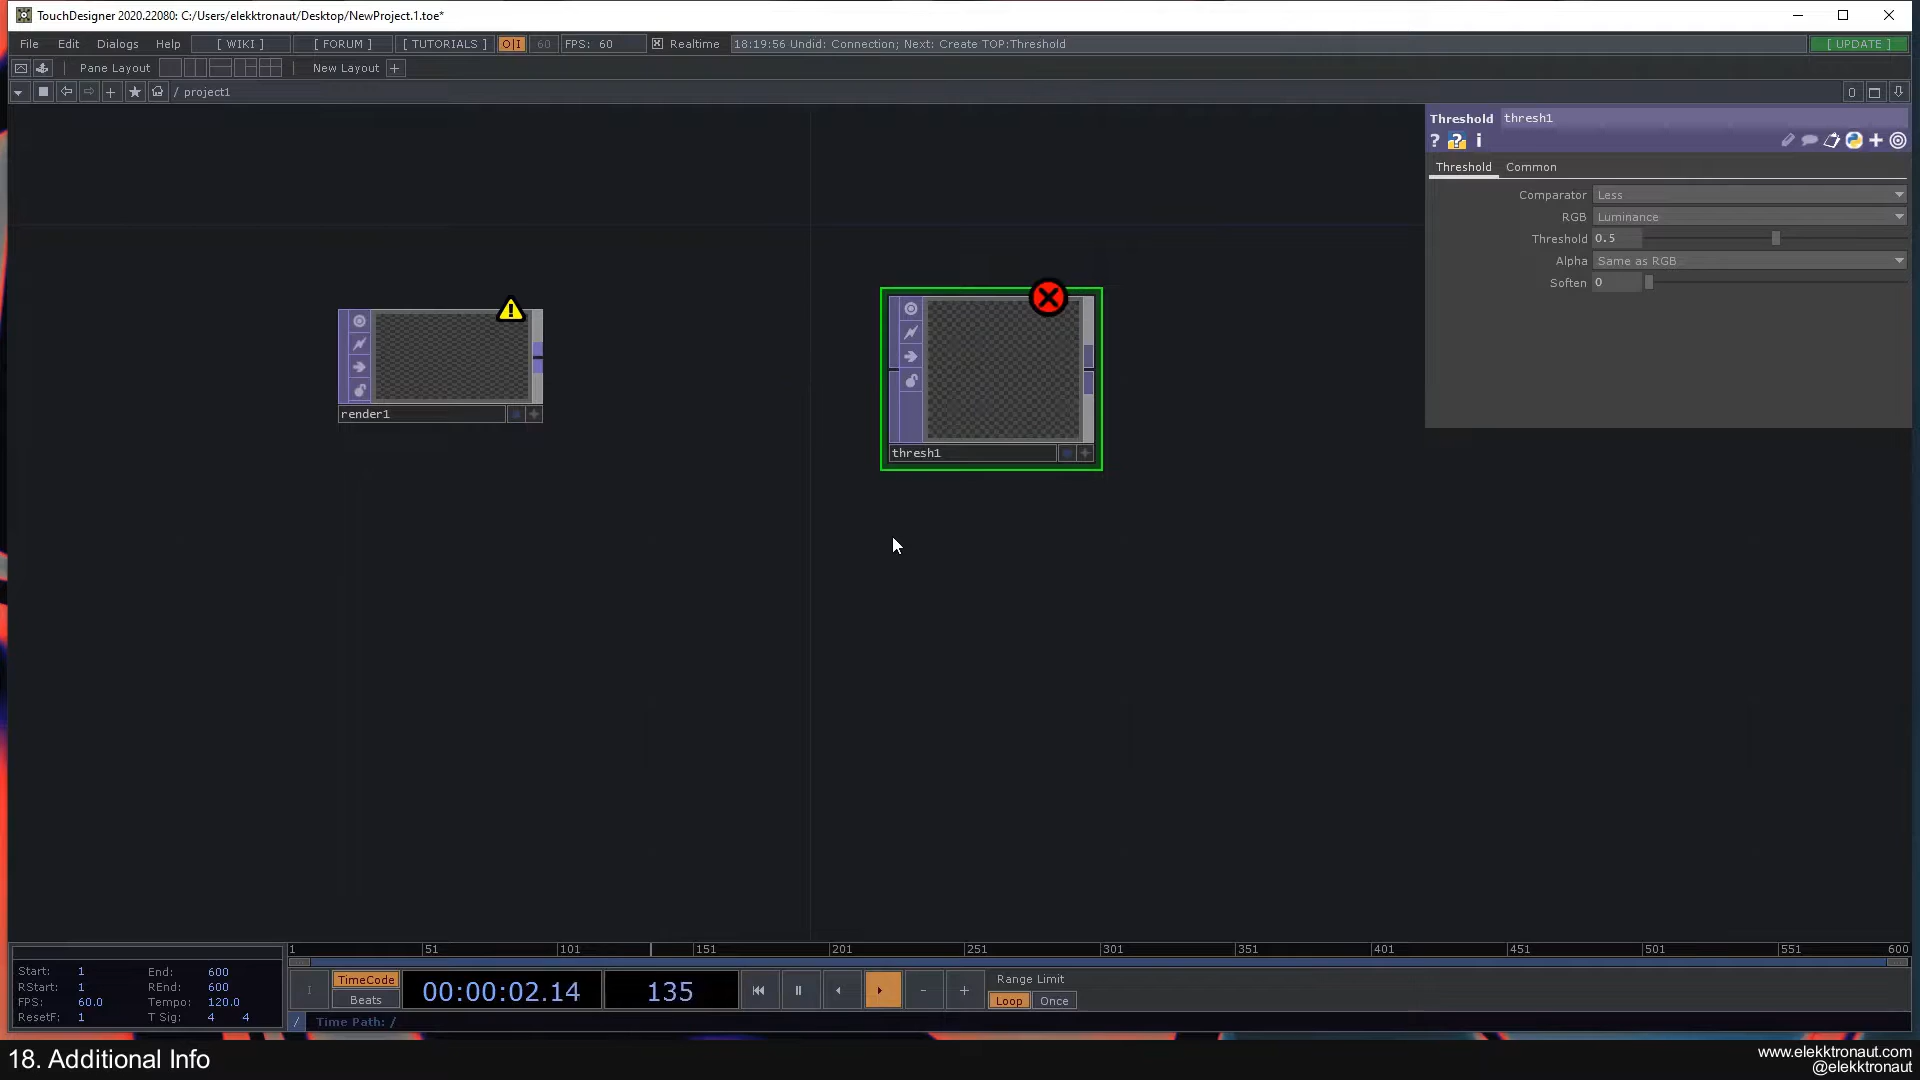 TouchDesigner 2020.22080: C:/Users/elekktronaut/Desktop/NewProject.1.toe*
File Edit Dialogs Help [ WIKI ] [ FORUM ] [ TUTORIALS ] O|I 60 FPS: 60 Realtime 18:19:56 Undid: Connection; Next: Create TOP:Threshold [ UPDATE ]
Pane Layout New Layout +
/ project1 0
Threshold thresh1
? ? i
Threshold Common
Comparator Less
RGB Luminance
Threshold 0.5
Alpha Same as RGB
Soften 0
render1
thresh1
1 51 101 151 201 251 301 351 401 451 501 551 600
Start: 1 End: 600
RStart: 1 REnd: 600
FPS: 60.0 Tempo: 120.0
ResetF: 1 T Sig: 4 4
TimeCode
Beats
00:00:02.14 135
Range Limit
Loop Once
/ Time Path: /
18. Additional Info
www.elekktronaut.com
@elekktronaut